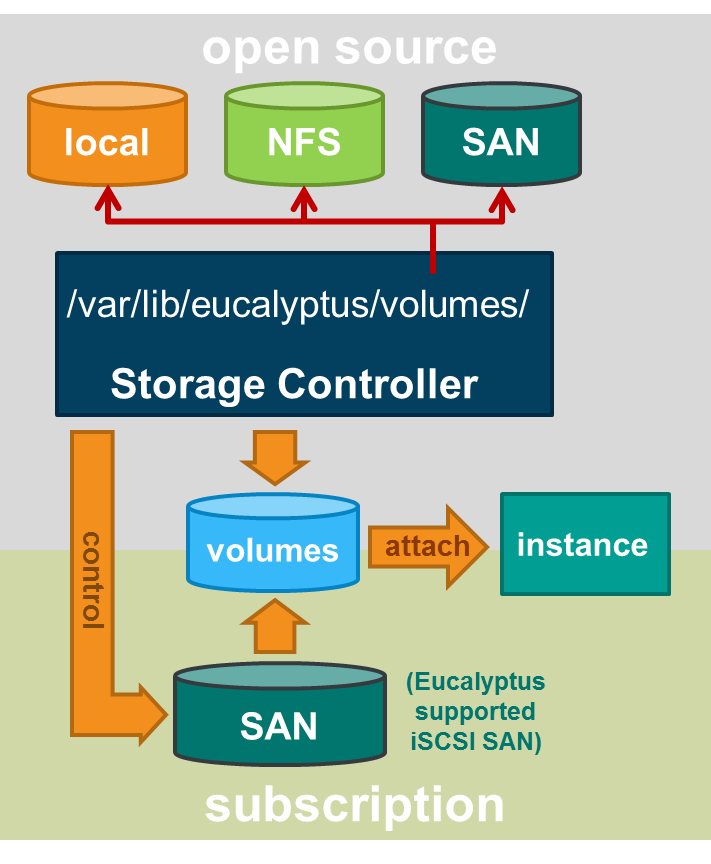 open source
local
NFS
SAN
/var/lib/eucalyptus/volumes/
Storage Controller
control
volumes
attach
instance
SAN
(Eucalyptus
supported
iSCSI SAN)
subscription